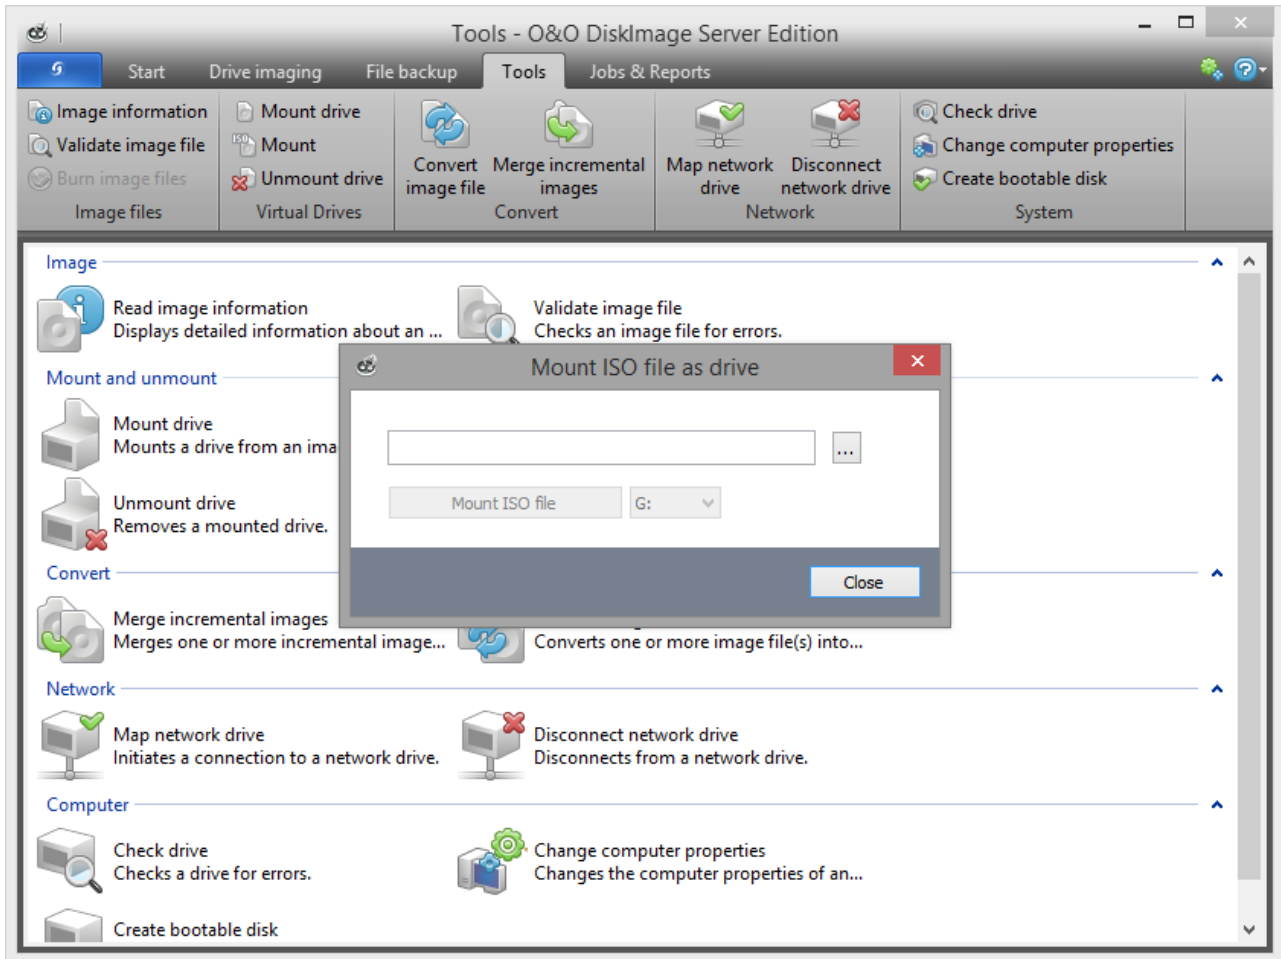 Tools - O&O DiskImage Server Edition
Start
Drive imaging
File backup
Tools
Jobs & Reports
Image information
Validate image file
Burn image files
Image files
Mount drive
ISO
Mount
Unmount drive
Virtual Drives
Convert
image file
Merge incremental
images
Convert
Map network
drive
Disconnect
network drive
Network
Check drive
Change computer properties
Create bootable disk
System
Image
Read image information
Displays detailed information about an ...
Validate image file
Checks an image file for errors.
Mount and unmount
Mount drive
Mounts a drive from an ima
Unmount drive
Removes a mounted drive.
Mount ISO file as drive
...
Mount ISO file
G:
Close
Convert
Merge incremental images
Merges one or more incremental image...
Converts one or more image file(s) into...
Network
Map network drive
Initiates a connection to a network drive.
Disconnect network drive
Disconnects from a network drive.
Computer
Check drive
Checks a drive for errors.
Change computer properties
Changes the computer properties of an...
Create bootable disk